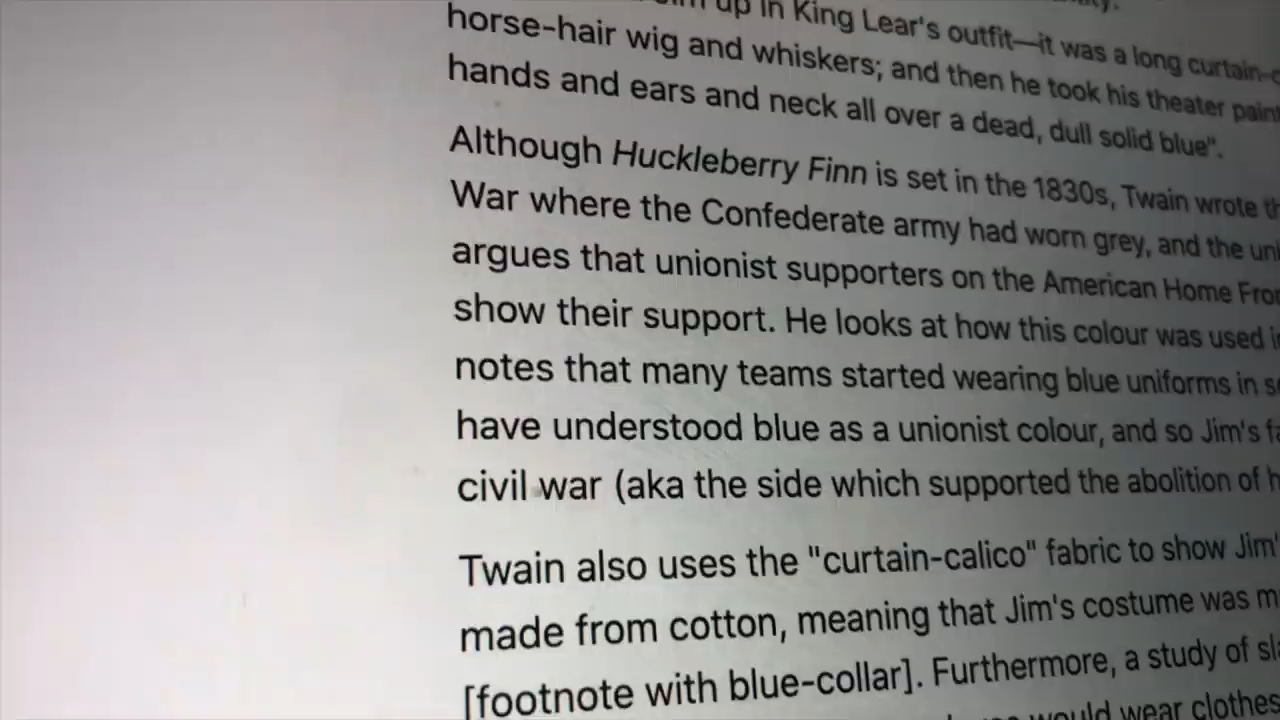 up in King Lear's outfit—it was a long curtain-
horse-hair wig and whiskers; and then he took his theater paint
hands and ears and neck all over a dead, dull solid blue".
Although Huckleberry Finn is set in the 1830s, Twain wrote
War where the Confederate army had worn grey, and the
argues that unionist supporters on the American Home
show their support. He looks at how this colour was used
notes that many teams started wearing blue uniforms in
have understood blue as a unionist colour, and so Jim's
civil war (aka the side which supported the abolition of
Twain also uses the "curtain-calico" fabric to show Jim'
made from cotton, meaning that Jim's costume was
[footnote with blue-collar]. Furthermore, a study of
would wear clothes